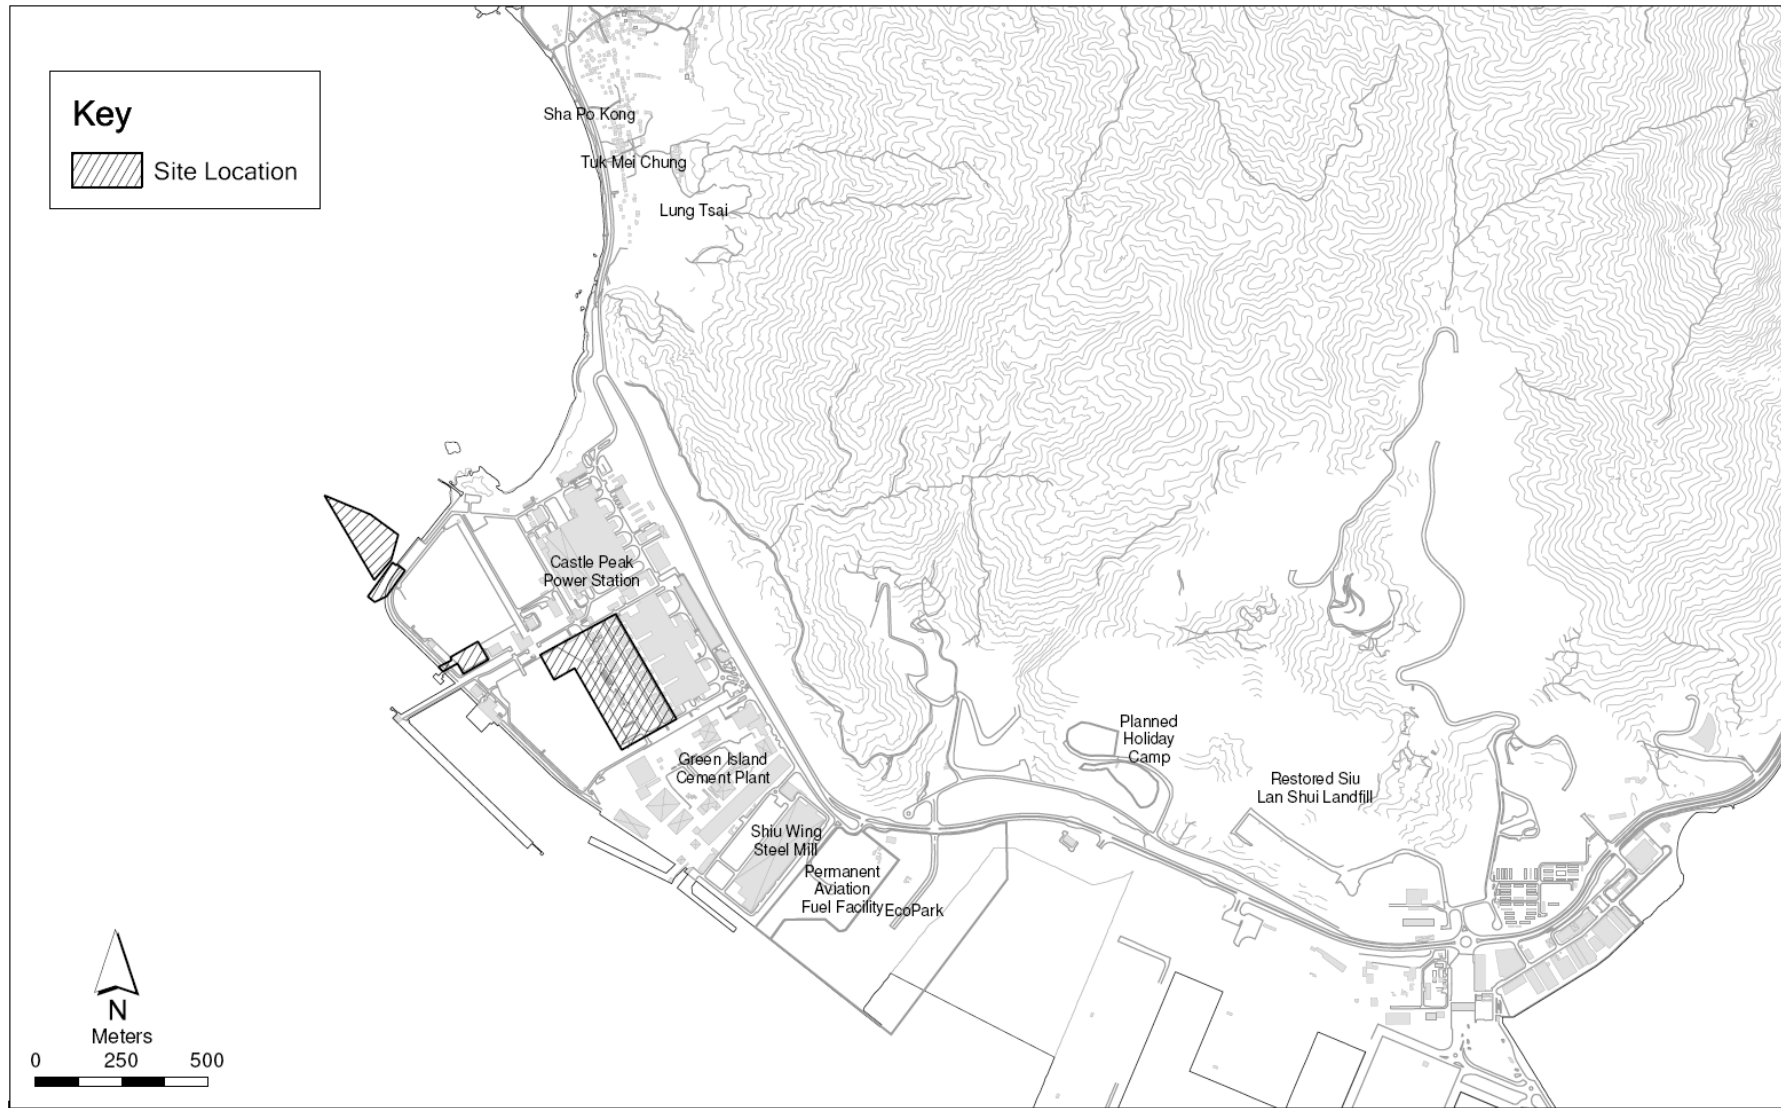 Key
Site Location
Sha Po Kong
Tuk Mei Chung
Lung Tsai
Castle Peak
Power Station
Green Island
Cement Plant
Shiu Wing
Steel Mill
Permanent
Aviation
Fuel Facility
EcoPark
Planned
Holiday
Camp
Restored Siu
Lan Shui Landfill
N
Meters
0 250 500